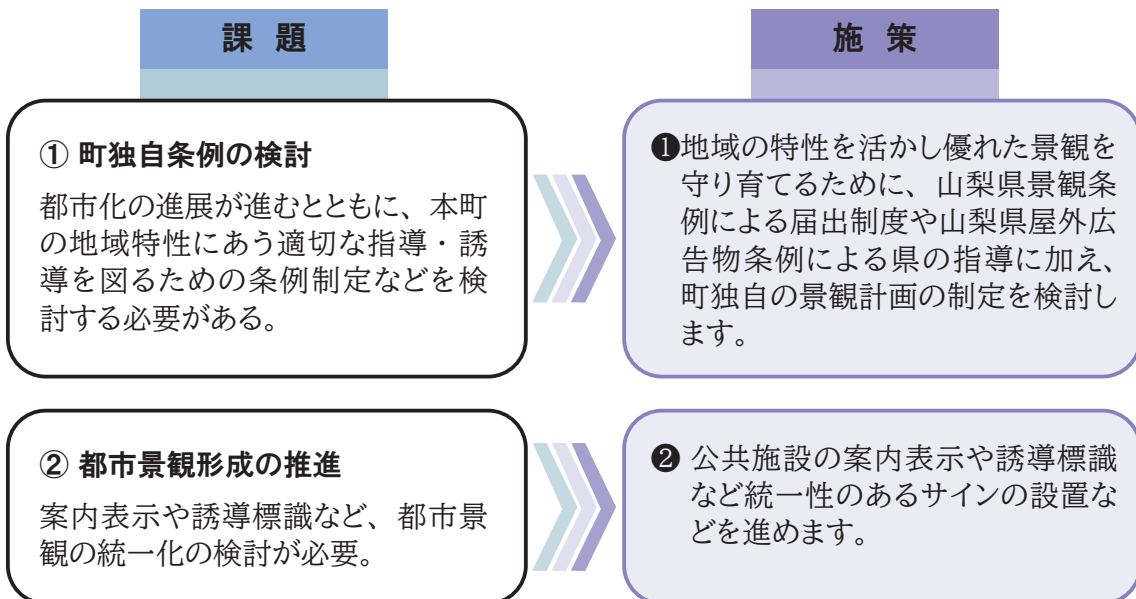 課 題
施 策
① 町独自条例の検討
都市化の進展が進むとともに、本町
の地域特性にあう適切な指導・誘
導を図るための条例制定などを検
討する必要がある。
❶地域の特性を活かし優れた景観を
守り育てるために、山梨県景観条
例による届出制度や山梨県屋外広
告物条例による県の指導に加え、
町独自の景観計画の制定を検討し
ます。
② 都市景観形成の推進
案内表示や誘導標識など、都市景
観の統一化の検討が必要。
❷ 公共施設の案内表示や誘導標識
など統一性のあるサインの設置な
どを進めます。